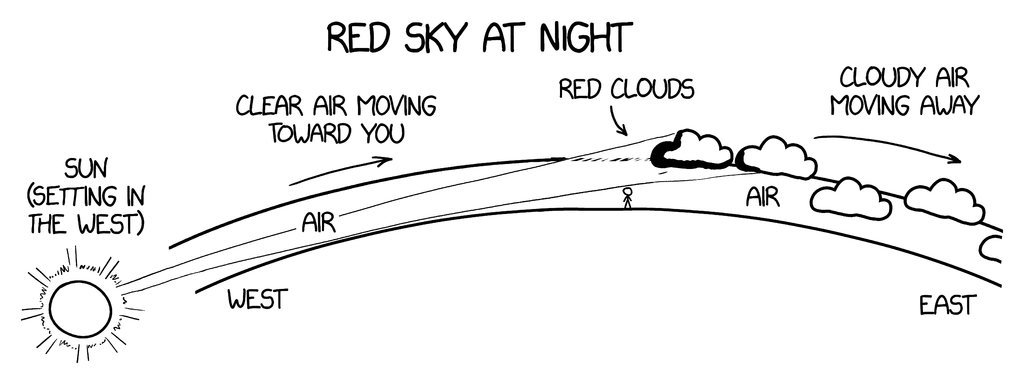 RED SKY AT NIGHT
CLEAR AIR MOVING
TOWARD YOU
RED CLOUDS
CLOUDY AIR
MOVING AWAY
SUN
(SETTING IN
THE WEST)
AIR
AIR
WEST
EAST